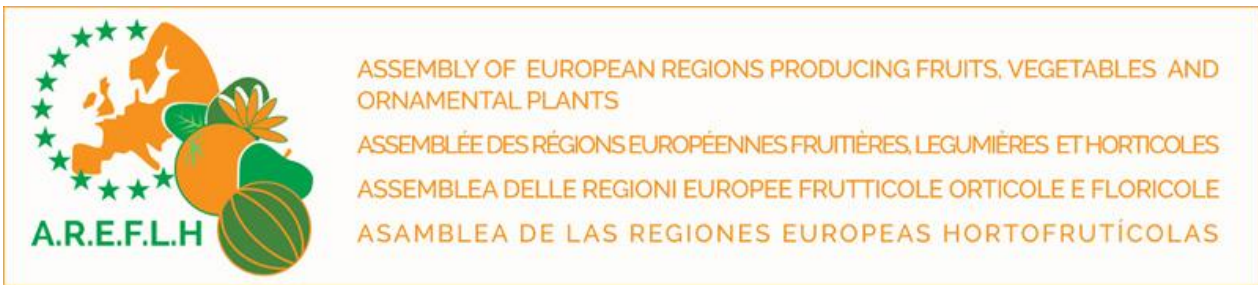 A.R.E.F.L.H
ASSEMBLY OF EUROPEAN REGIONS PRODUCING FRUITS, VEGETABLES AND
ORNAMENTAL PLANTS
ASSEMBLÉE DES RÉGIONS EUROPÉENNES FRUITIÈRES, LEGUMIÈRES ET HORTICOLES
ASSEMBLEA DELLE REGIONI EUROPEE FRUTTICOLE ORTICOLE E FLORICOLE
ASAMBLEA DE LAS REGIONES EUROPEAS HORTOFRUTÍCOLAS